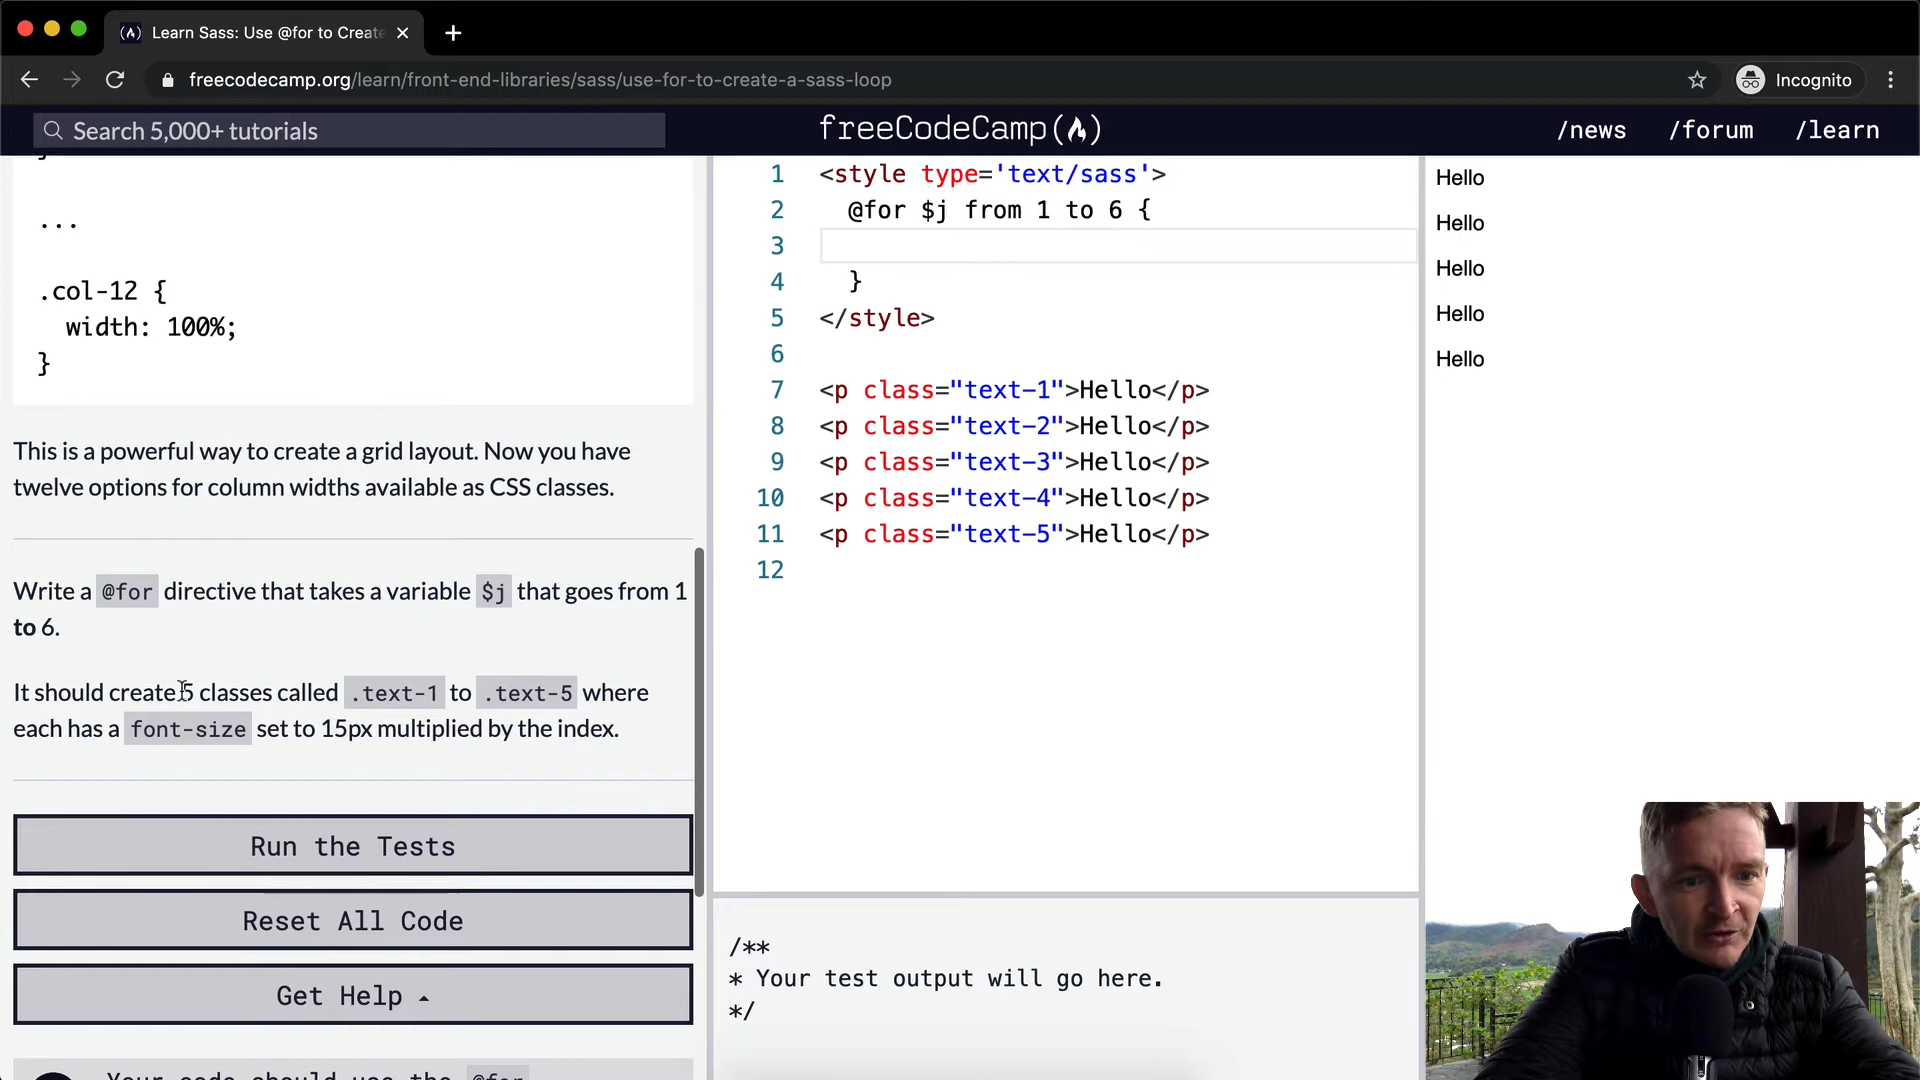 Learn Sass: Use @for to Create
freecodecamp.org/learn/front-end-libraries/sass/use-for-to-create-a-sass-loop
Incognito
Search 5,000+ tutorials
freeCodeCamp
/news
/forum
/learn
...
.col-12 {
width: 100%;
}
This is a powerful way to create a grid layout. Now you have
twelve options for column widths available as CSS classes.
Write a @for directive that takes a variable $j that goes from 1
to 6.
It should create 5 classes called .text-1 to .text-5 where
each has a font-size set to 15px multiplied by the index.
Run the Tests
Reset All Code
Get Help
Your code should use the @for
1 <style type='text/sass'>
2 @for $j from 1 to 6 {
3
4 }
5 </style>
6
7 <p class="text-1">Hello</p>
8 <p class="text-2">Hello</p>
9 <p class="text-3">Hello</p>
10 <p class="text-4">Hello</p>
11 <p class="text-5">Hello</p>
12
/**
* Your test output will go here.
*/
Hello
Hello
Hello
Hello
Hello